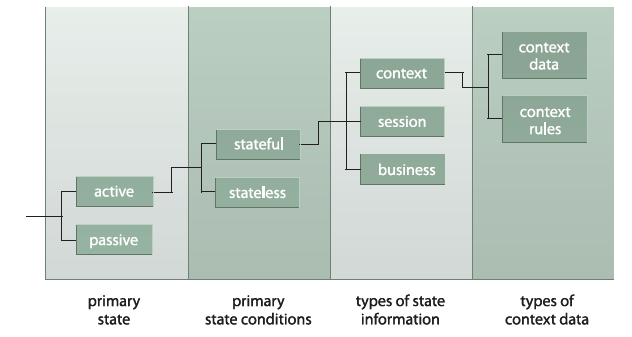 active
passive
stateful
stateless
context
session
business
context
data
context
rules
primary
state
primary
state conditions
types of state
information
types of
context data